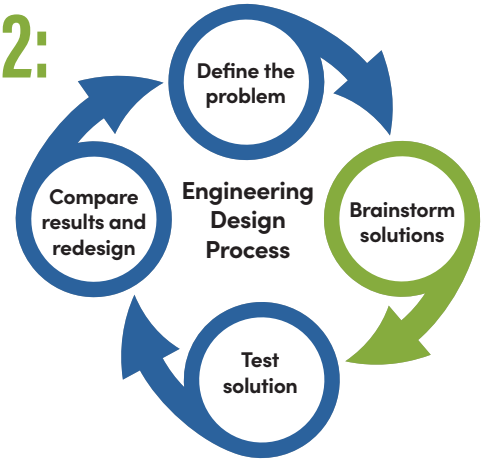 2:
Define the
problem
Engineering
Design
Process
Brainstorm
solutions
Test
solution
Compare
results and
redesign